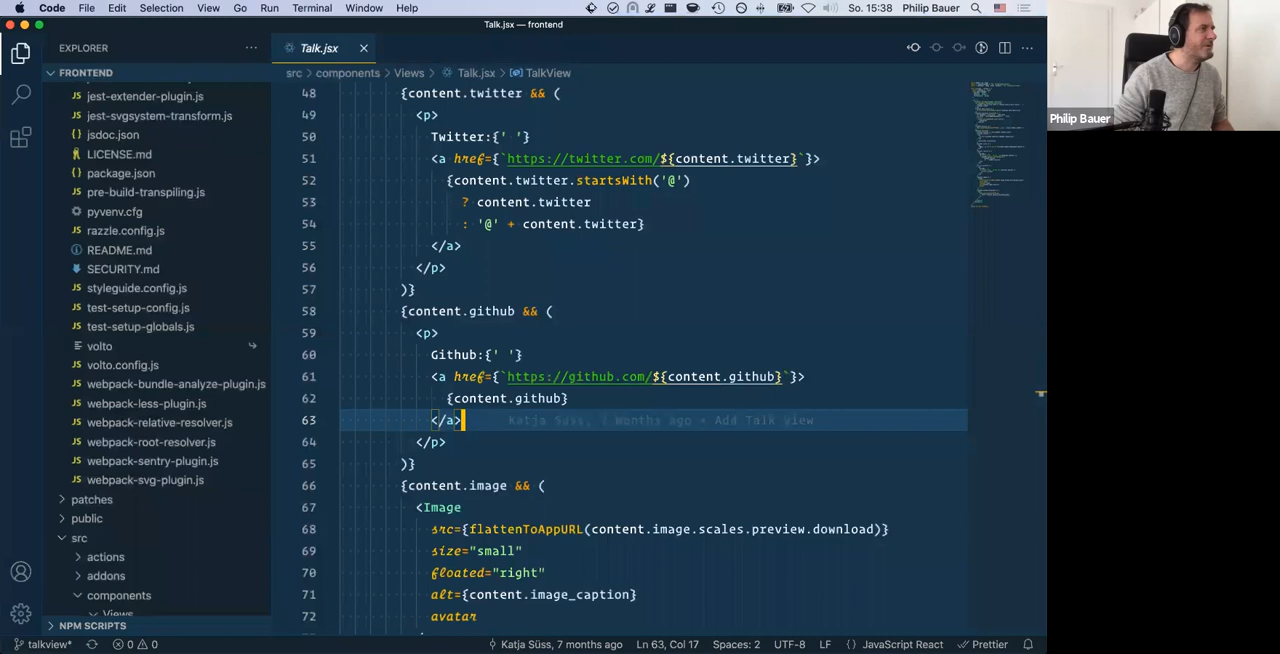 Code File Edit Selection View Go Run Terminal Window Help So. 15:38 Philip Bauer
Talk.jsx — frontend
EXPLORER
FRONTEND
JS jest-extender-plugin.js
JS jest-svgsystem-transform.js
{} jsdoc.json
LICENSE.md
{} package.json
JS pre-build-transpiling.js
pyvenv.cfg
JS razzle.config.js
README.md
SECURITY.md
JS styleguide.config.js
JS test-setup-config.js
JS test-setup-globals.js
volto
JS volto.config.js
JS webpack-bundle-analyze-plugin.js
JS webpack-less-plugin.js
JS webpack-relative-resolver.js
JS webpack-root-resolver.js
JS webpack-sentry-plugin.js
JS webpack-svg-plugin.js
patches
public
src
actions
addons
components
Views
NPM SCRIPTS
Talk.jsx
src > components > Views > Talk.jsx > TalkView
48 {content.twitter && (
49 <p>
50 Twitter:{' '}
51 <a href={`https://twitter.com/${content.twitter}`}>
52 {content.twitter.startsWith('@')
53 ? content.twitter
54 : '@' + content.twitter}
55 </a>
56 </p>
57 )}
58 {content.github && (
59 <p>
60 Github:{' '}
61 <a href={`https://github.com/${content.github}`}>
62 {content.github}
63 </a> Katja Süss, 7 months ago • Add Talk view
64 </p>
65 )}
66 {content.image && (
67 <Image
68 src={flattenToAppURL(content.image.scales.preview.download)}
69 size="small"
70 floated="right"
71 alt={content.image_caption}
72 avatar
talkview* 0 0 Katja Süss, 7 months ago Ln 63, Col 17 Spaces: 2 UTF-8 LF {} JavaScript React Prettier
Philip Bauer